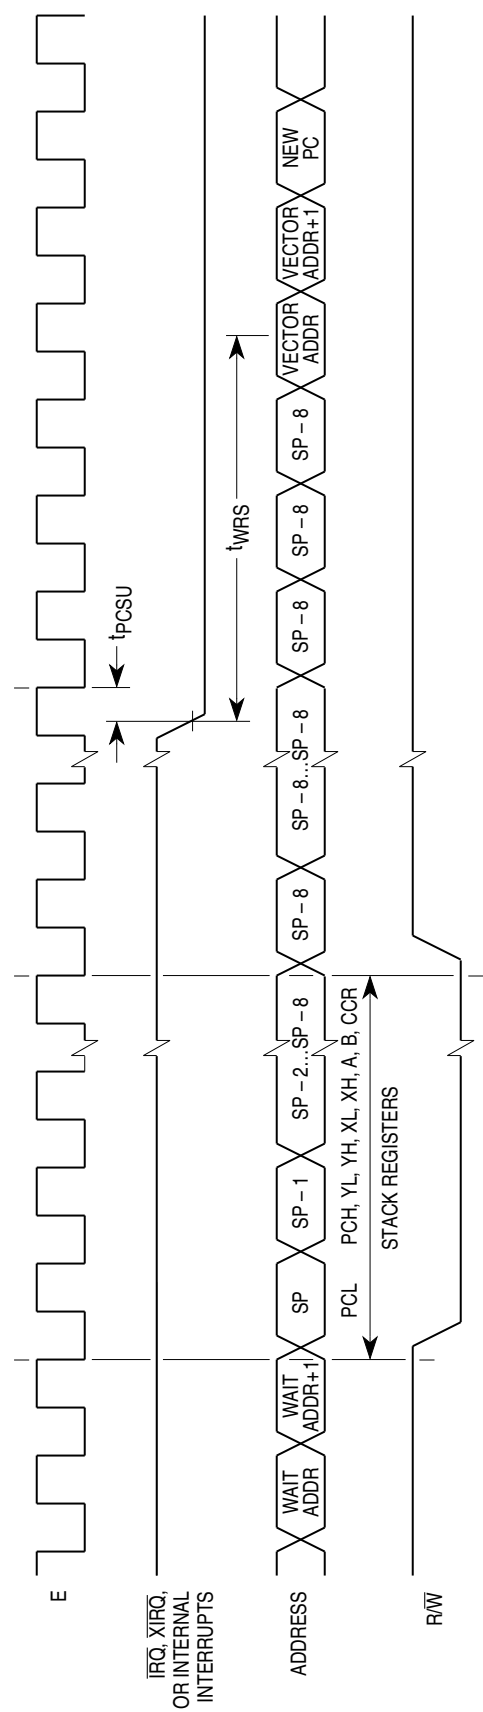 E
tPCSU
IRQ, XIRQ,
OR INTERNAL
INTERRUPTS
tWRS
ADDRESS
WAIT
ADDR
WAIT
ADDR+1
SP
SP – 1
SP – 2...SP – 8
SP – 8
SP – 8...SP – 8
SP – 8
SP – 8
SP – 8
VECTOR
ADDR
VECTOR
ADDR+1
NEW
PC
PCL
PCH, YL, YH, XL, XH, A, B, CCR
STACK REGISTERS
R/W